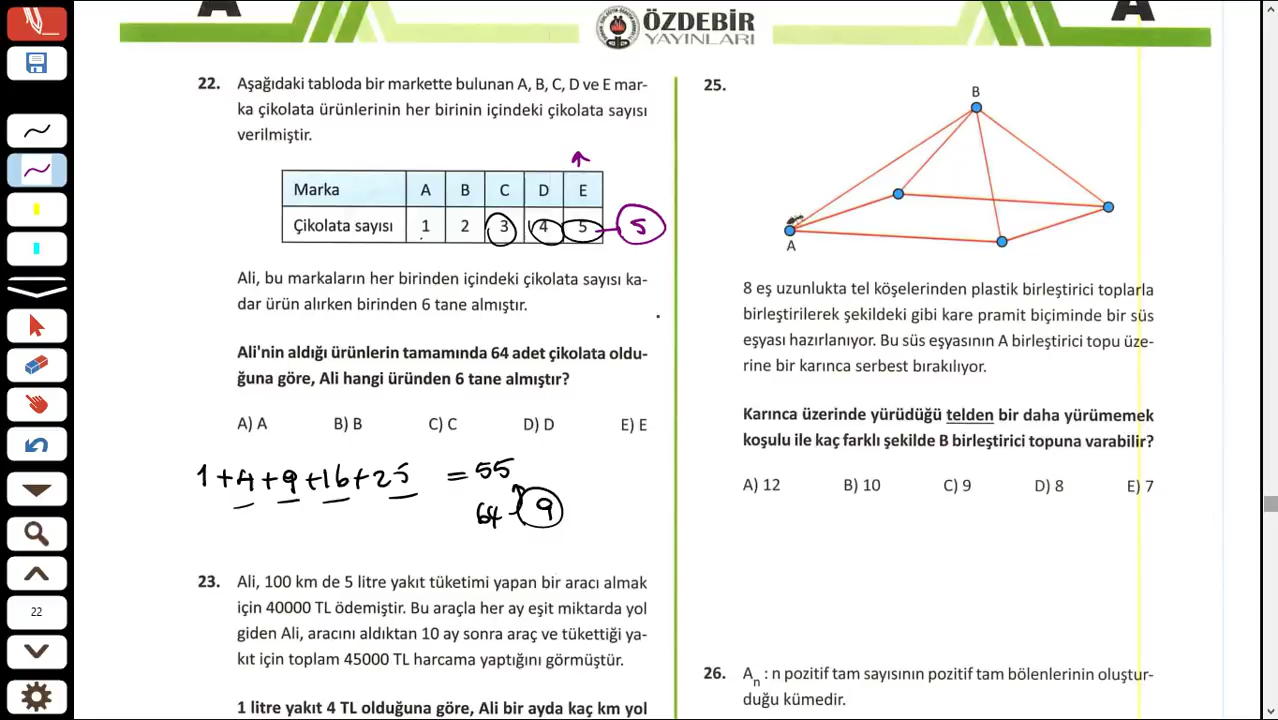 A
A
ÖZDEBİR
YAYINLARI
22. Aşağıdaki tabloda bir markette bulunan A, B, C, D ve E mar-
ka çikolata ürünlerinin her birinin içindeki çikolata sayısı
verilmiştir.
Marka A B C D E
Çikolata sayısı 1 2 3 4 5 5
Ali, bu markaların her birinden içindeki çikolata sayısı ka-
dar ürün alırken birinden 6 tane almıştır.
Ali'nin aldığı ürünlerin tamamında 64 adet çikolata oldu-
ğuna göre, Ali hangi üründen 6 tane almıştır?
A) A B) B C) C D) D E) E
1+4+9+16+25 = 55
64 9
23. Ali, 100 km de 5 litre yakıt tüketimi yapan bir aracı almak
için 40000 TL ödemiştir. Bu araçla her ay eşit miktarda yol
giden Ali, aracını aldıktan 10 ay sonra araç ve tükettiği ya-
kıt için toplam 45000 TL harcama yaptığını görmüştür.
1 litre yakıt 4 TL olduğuna göre, Ali bir ayda kaç km yol
25.
B
A
8 eş uzunlukta tel köşelerinden plastik birleştirici toplarla
birleştirilerek şekildeki gibi kare pramit biçiminde bir süs
eşyası hazırlanıyor. Bu süs eşyasının A birleştirici topu üze-
rine bir karınca serbest bırakılıyor.
Karınca üzerinde yürüdüğü telden bir daha yürümemek
koşulu ile kaç farklı şekilde B birleştirici topuna varabilir?
A) 12 B) 10 C) 9 D) 8 E) 7
26. An : n pozitif tam sayısının pozitif tam bölenlerinin oluştur-
duğu kümedir.
22